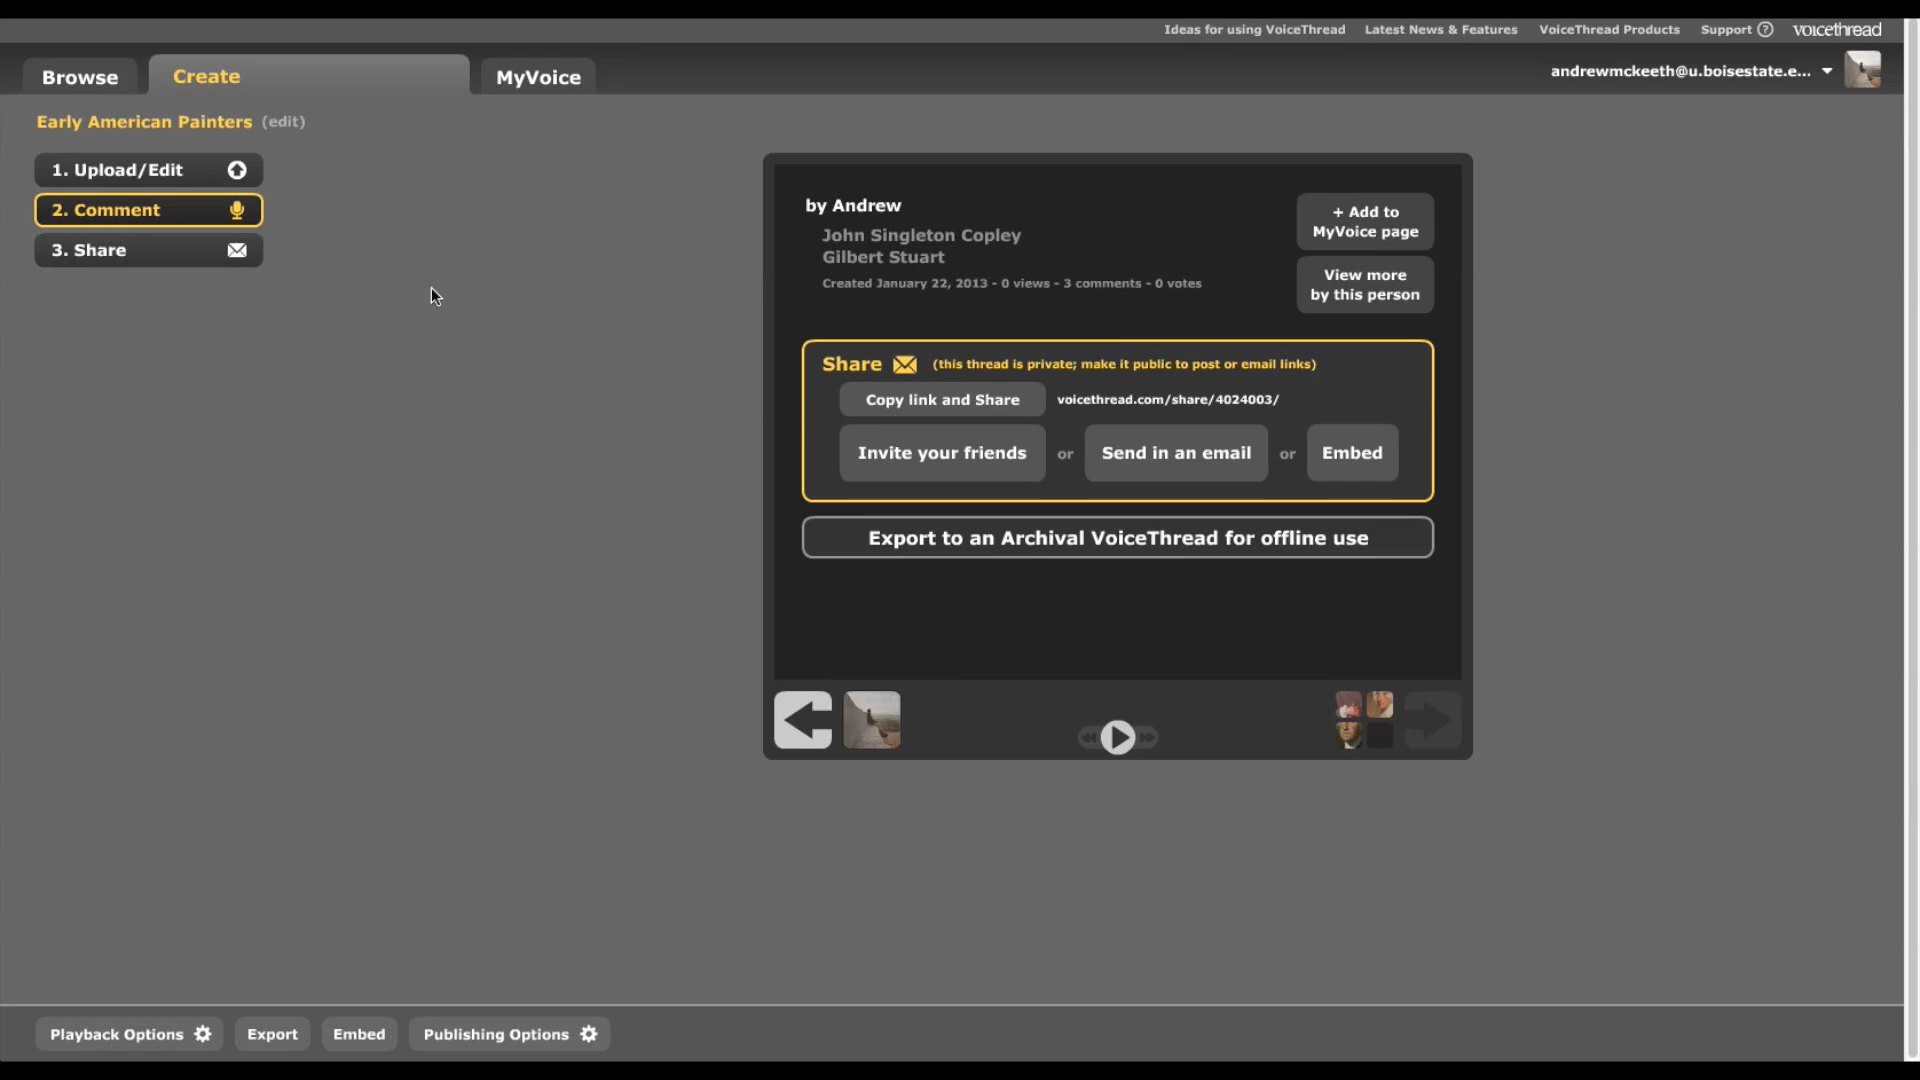 Ideas for using VoiceThread Latest News & Features VoiceThread Products Support ? voicethread
Browse Create MyVoice andrewmckeeth@u.boisestate.e...
Early American Painters (edit)
1. Upload/Edit
2. Comment
3. Share
by Andrew
John Singleton Copley
Gilbert Stuart
Created January 22, 2013 - 0 views - 3 comments - 0 votes
+ Add to
MyVoice page
View more
by this person
Share (this thread is private; make it public to post or email links)
Copy link and Share voicethread.com/share/4024003/
Invite your friends or Send in an email or Embed
Export to an Archival VoiceThread for offline use
Playback Options Export Embed Publishing Options